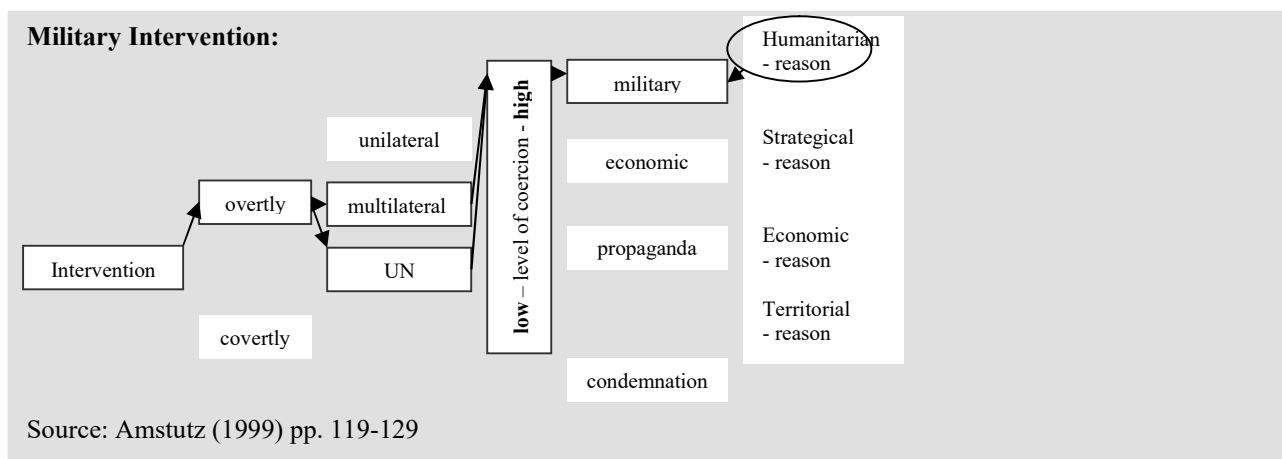 Military Intervention:
Intervention
overtly
covertly
unilateral
multilateral
UN
low – level of coercion - high
military
economic
propaganda
condemnation
Humanitarian
- reason
Strategical
- reason
Economic
- reason
Territorial
- reason
Source: Amstutz (1999) pp. 119-129